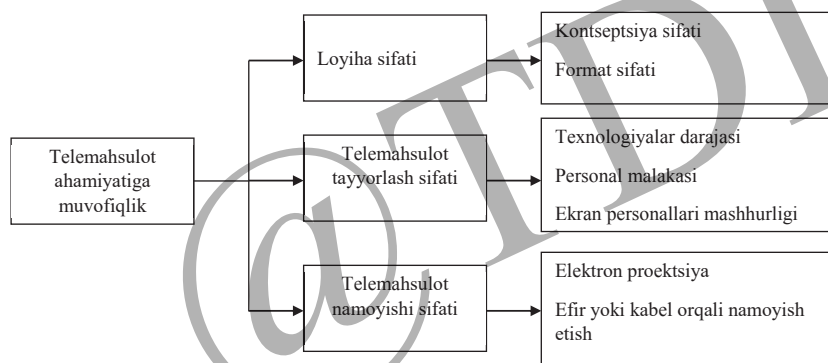 Telemahsulot
ahamiyatiga
muvofiqlik
Loyiha sifati
Kontseptsiya sifati
Format sifati
Telemahsulot
tayyorlash sifati
Texnologiyalar darajasi
Personal malakasi
Ekran personallari mashhurligi
Telemahsulot
namoyishi sifati
Elektron proektsiya
Efir yoki kabel orqali namoyish
etish